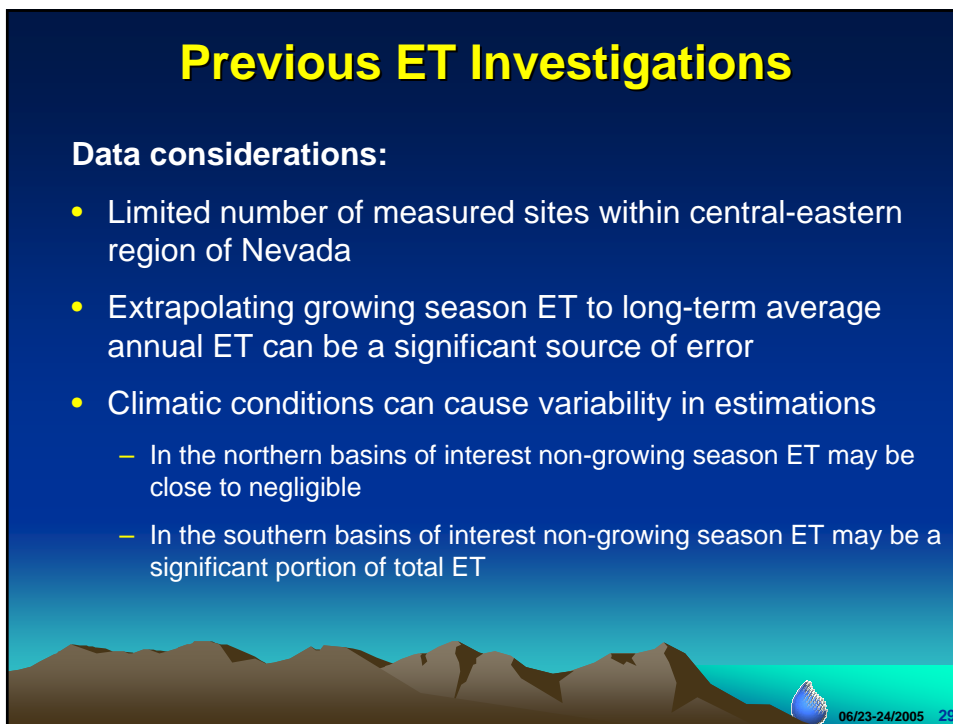 Previous ET Investigations
Data considerations:
• Limited number of measured sites within central-eastern
region of Nevada
• Extrapolating growing season ET to long-term average
annual ET can be a significant source of error
• Climatic conditions can cause variability in estimations
– In the northern basins of interest non-growing season ET may be
close to negligible
– In the southern basins of interest non-growing season ET may be a
significant portion of total ET
06/23-24/2005 29